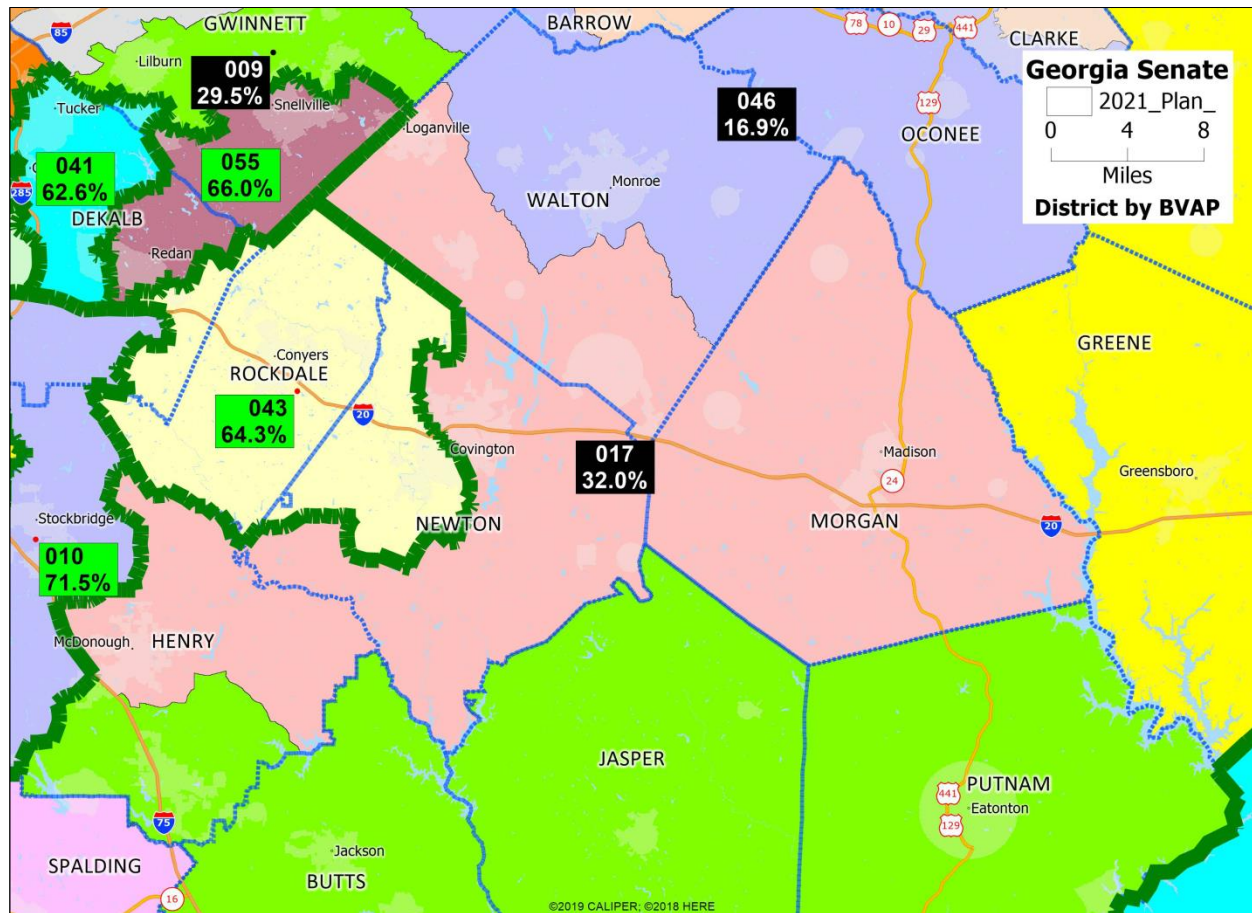 GWINNETT
BARROW
CLARKE
85
78
10
29
441
Lilburn
009
29.5%
Snellville
Georgia Senate
2021_Plan_
0 4 8
Miles
District by BVAP
Tucker
Loganville
046
16.9%
129
OCONEE
041
62.6%
055
66.0%
285
DEKALB
Monroe
WALTON
Redan
GREENE
Conyers
ROCKDALE
043
64.3%
20
Covington
017
32.0%
Madison
24
Greensboro
Stockbridge
NEWTON
MORGAN
20
010
71.5%
McDonough
HENRY
JASPER
PUTNAM
441
Eatonton
129
75
SPALDING
Jackson
BUTTS
16
©2019 CALIPER; ©2018 HERE